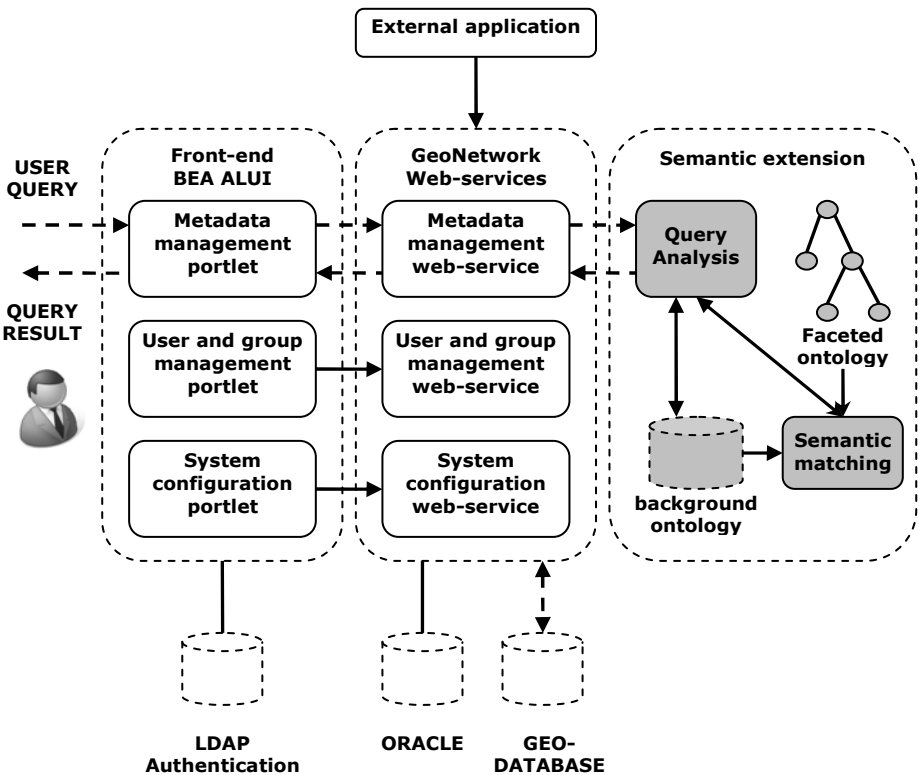 External application
USER
QUERY
QUERY
RESULT
Front-end
BEA ALUI
Metadada
management
portlet
User and group
management
portlet
System
configuration
portlet
GeoNetwork
Web-services
Metadada
management
web-service
User and group
management
web-service
System
configuration
web-service
Semantic extension
Query
Analysis
Faceted
ontology
Semantic
matching
background
ontology
LDAP
Authentication
ORACLE
GEO-
DATABASE